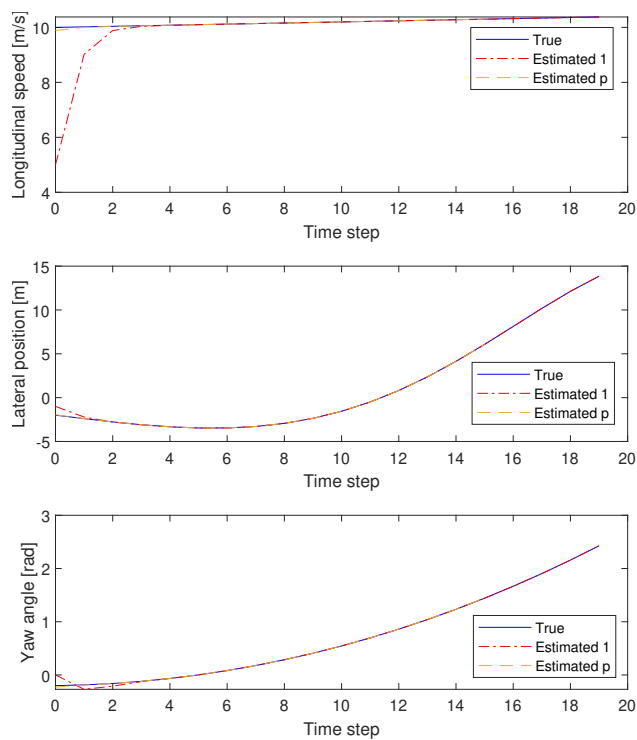 Longitudinal speed [m/s]
10
8
6
4
True
Estimated 1
Estimated p
0 2 4 6 8 10 12 14 16 18 20
Time step
Lateral position [m]
15
10
5
0
-5
True
Estimated 1
Estimated p
0 2 4 6 8 10 12 14 16 18 20
Time step
Yaw angle [rad]
3
2
1
0
True
Estimated 1
Estimated p
0 2 4 6 8 10 12 14 16 18 20
Time step